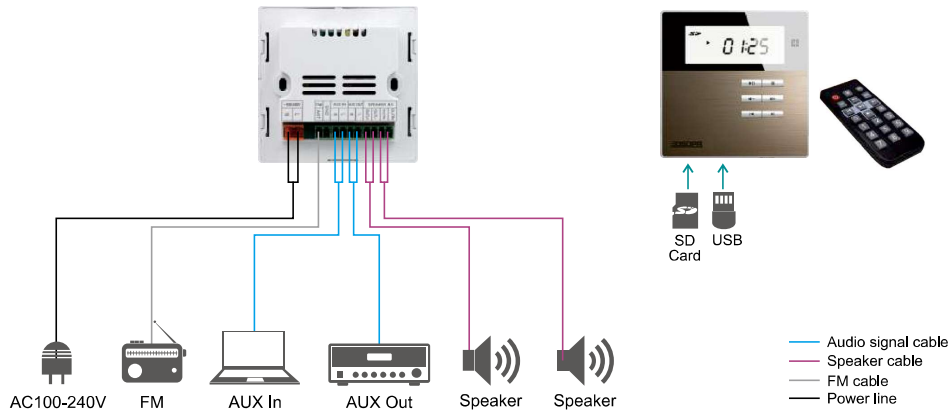 01:25
SD
Card
USB
AC100-240V
FM
AUX In
AUX Out
Speaker
Speaker
Audio signal cable
Speaker cable
FM cable
Power line